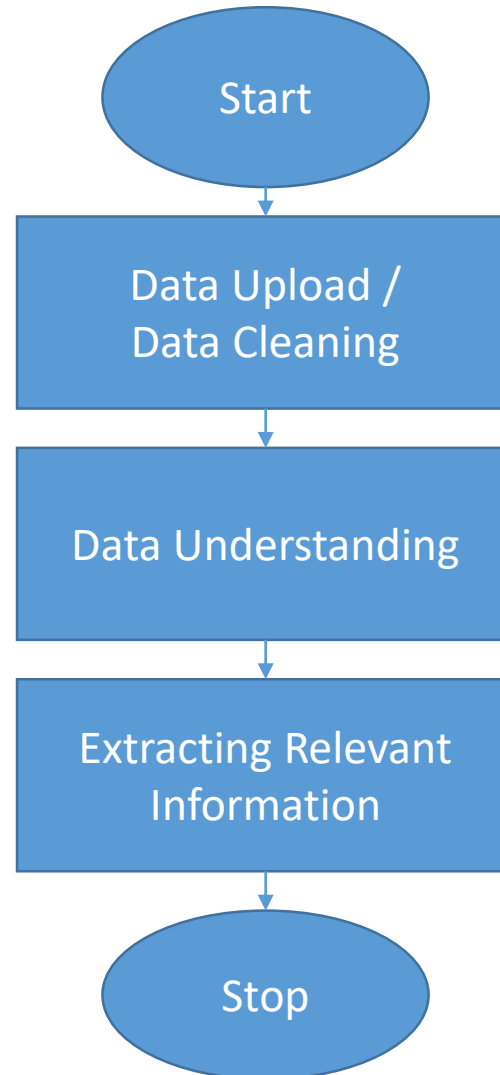 Start
Data Upload /
Data Cleaning
Data Understanding
Extracting Relevant
Information
Stop